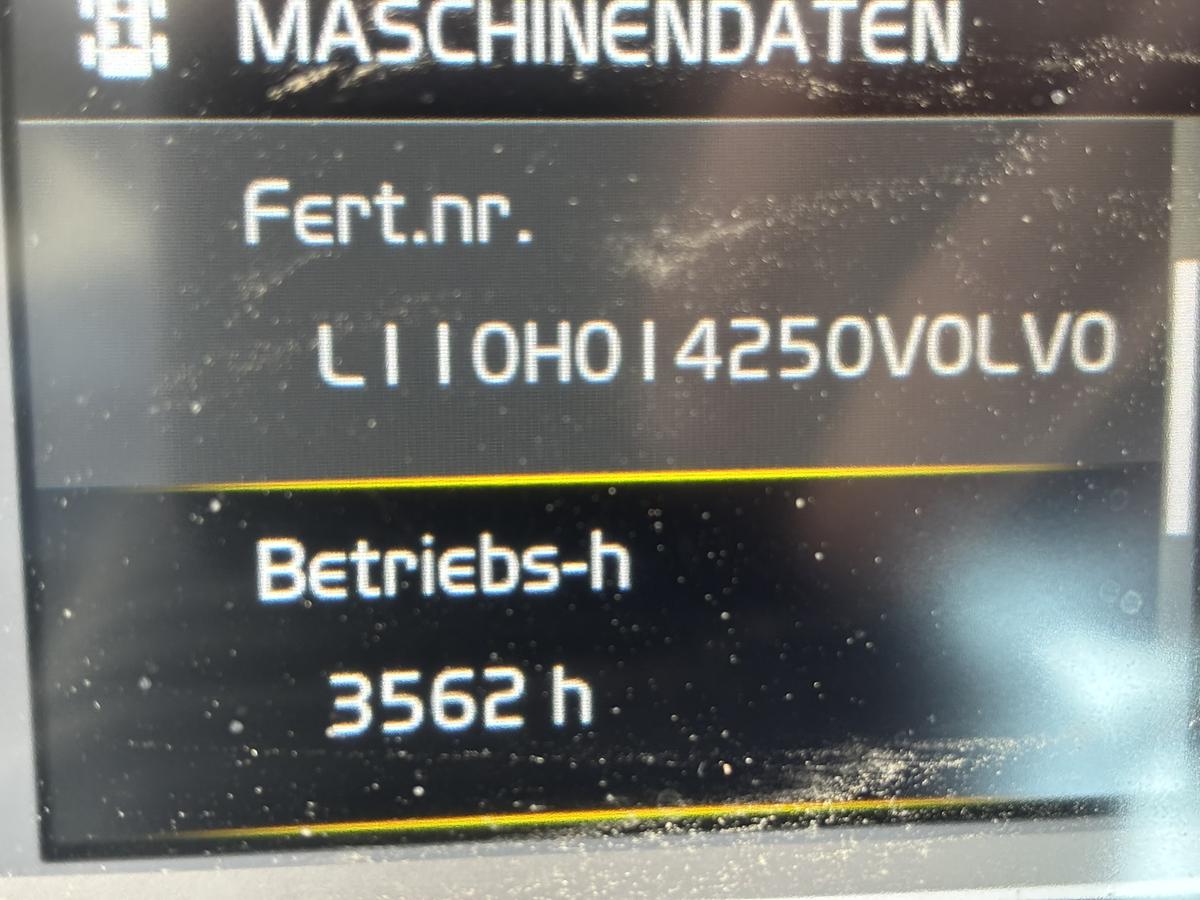 MASCHINENDATEN
Fert.nr.
L110H014250VOLVO
Betriebs-h
3562 h